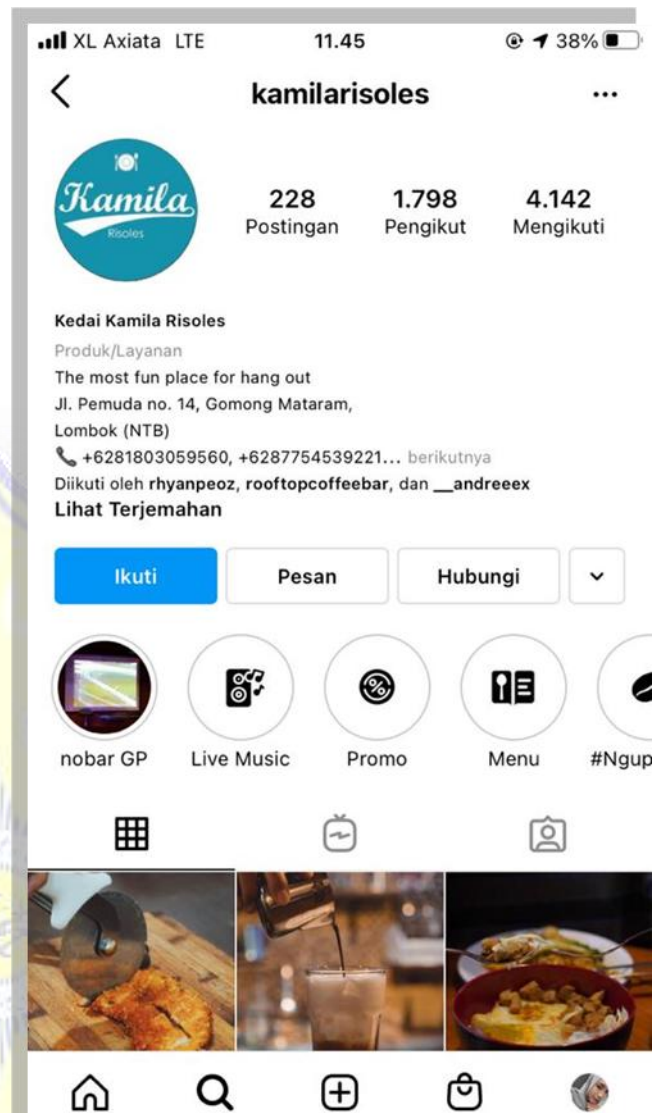 XL Axiata LTE 11.45 38%
kamilarisoles
Kamila
Risoles
228 1.798 4.142
Postingan Pengikut Mengikuti
Kedai Kamila Risoles
Produk/Layanan
The most fun place for hang out
Jl. Pemuda no. 14, Gomong Mataram,
Lombok (NTB)
📞 +6281803059560, +6287754539221... berikutnya
Diikuti oleh rhyanpeoz, rooftopcoffeebar, dan __andreeex
Lihat Terjemahan
Ikuti Pesan Hubungi
nobar GP Live Music Promo Menu #Ngup